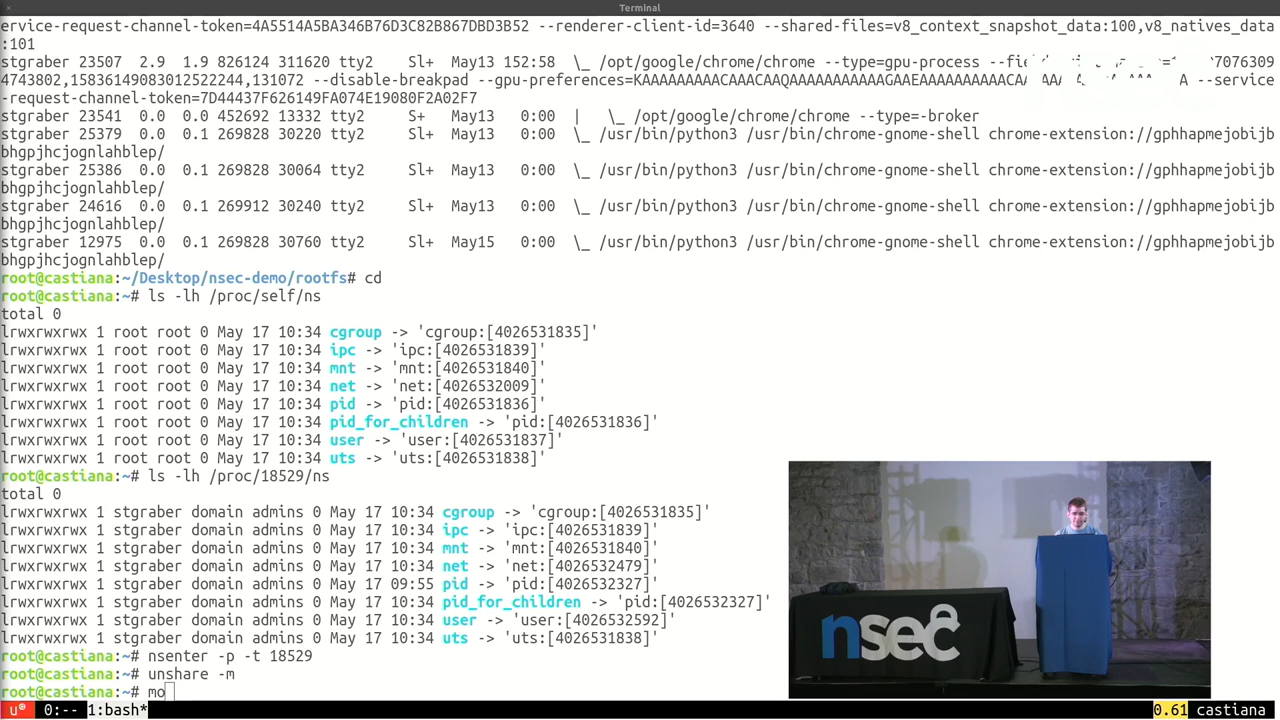 Terminal
ervice-request-channel-token=4A5514A5BA346B76D3C82B867DBD3B52 --renderer-client-id=3640 --shared-files=v8_context_snapshot_data:100,v8_natives_data
:101
stgraber 23507 2.9 1.9 826124 311620 tty2 Sl+ May13 152:58 \_ /opt/google/chrome/chrome --type=gpu-process
4743802,15836149083012522244,131072 --disable-breakpad --service
-request-channel-token=7D44437F626149FA074E19080F2A02F7
stgraber 23541 0.0 0.0 452692 13332 tty2 S+ May13 0:00 | \_ /opt/google/chrome/chrome --type=-broker
stgraber 25379 0.0 0.1 269828 30220 tty2 Sl+ May13 0:00 \_ /usr/bin/python3 /usr/bin/chrome-gnome-shell chrome-extension://gphhapmejobijb
bhgpjhcjognlahblep/
stgraber 25386 0.0 0.1 269828 30064 tty2 Sl+ May13 0:00 \_ /usr/bin/python3 /usr/bin/chrome-gnome-shell chrome-extension://gphhapmejobijb
bhgpjhcjognlahblep/
stgraber 24616 0.0 0.1 269912 30240 tty2 Sl+ May13 0:00 \_ /usr/bin/python3 /usr/bin/chrome-gnome-shell chrome-extension://gphhapmejobijb
bhgpjhcjognlahblep/
stgraber 12975 0.0 0.1 269828 30760 tty2 Sl+ May15 0:00 \_ /usr/bin/python3 /usr/bin/chrome-gnome-shell chrome-extension://gphhapmejobijb
bhgpjhcjognlahblep/
root@castiana:~/Desktop/nsec-demo/rootfs# cd
root@castiana:~# ls -lh /proc/self/ns
total 0
lrwxrwxrwx 1 root root 0 May 17 10:34 cgroup -> 'cgroup:[4026531835]'
lrwxrwxrwx 1 root root 0 May 17 10:34 ipc -> 'ipc:[4026531839]'
lrwxrwxrwx 1 root root 0 May 17 10:34 mnt -> 'mnt:[4026531840]'
lrwxrwxrwx 1 root root 0 May 17 10:34 net -> 'net:[4026532009]'
lrwxrwxrwx 1 root root 0 May 17 10:34 pid -> 'pid:[4026531836]'
lrwxrwxrwx 1 root root 0 May 17 10:34 pid_for_children -> 'pid:[4026531836]'
lrwxrwxrwx 1 root root 0 May 17 10:34 user -> 'user:[4026531837]'
lrwxrwxrwx 1 root root 0 May 17 10:34 uts -> 'uts:[4026531838]'
root@castiana:~# ls -lh /proc/18529/ns
total 0
lrwxrwxrwx 1 stgraber domain admins 0 May 17 10:34 cgroup -> 'cgroup:[4026531835]'
lrwxrwxrwx 1 stgraber domain admins 0 May 17 10:34 ipc -> 'ipc:[4026531839]'
lrwxrwxrwx 1 stgraber domain admins 0 May 17 10:34 mnt -> 'mnt:[4026531840]'
lrwxrwxrwx 1 stgraber domain admins 0 May 17 10:34 net -> 'net:[4026532479]'
lrwxrwxrwx 1 stgraber domain admins 0 May 17 09:55 pid -> 'pid:[4026532327]'
lrwxrwxrwx 1 stgraber domain admins 0 May 17 10:34 pid_for_children -> 'pid:[4026532327]'
lrwxrwxrwx 1 stgraber domain admins 0 May 17 10:34 user -> 'user:[4026532592]'
lrwxrwxrwx 1 stgraber domain admins 0 May 17 10:34 uts -> 'uts:[4026531838]'
root@castiana:~# nsenter -p -t 18529
root@castiana:~# unshare -m
root@castiana:~# mo
nsec
u 0:-- 1:bash* 0.61 castiana